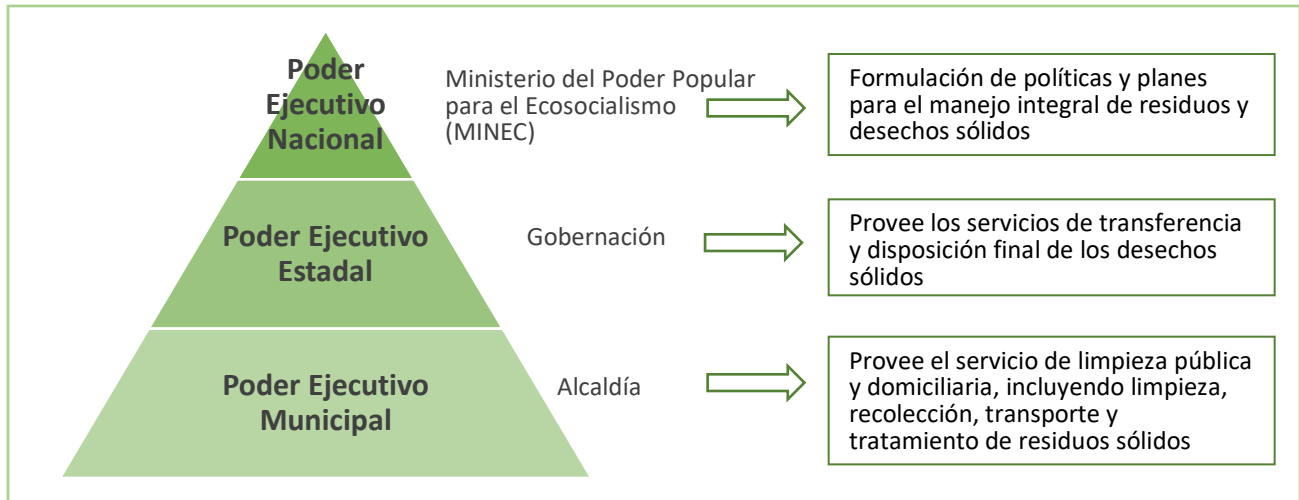 Poder
Ejecutivo
Nacional
Ministerio del Poder Popular
para el Ecosocialismo
(MINEC)
Formulación de políticas y planes
para el manejo integral de residuos y
desechos sólidos
Poder Ejecutivo
Estadal
Gobernación
Provee los servicios de transferencia
y disposición final de los desechos
sólidos
Poder Ejecutivo
Municipal
Alcaldía
Provee el servicio de limpieza pública
y domiciliaria, incluyendo limpieza,
recolección, transporte y
tratamiento de residuos sólidos